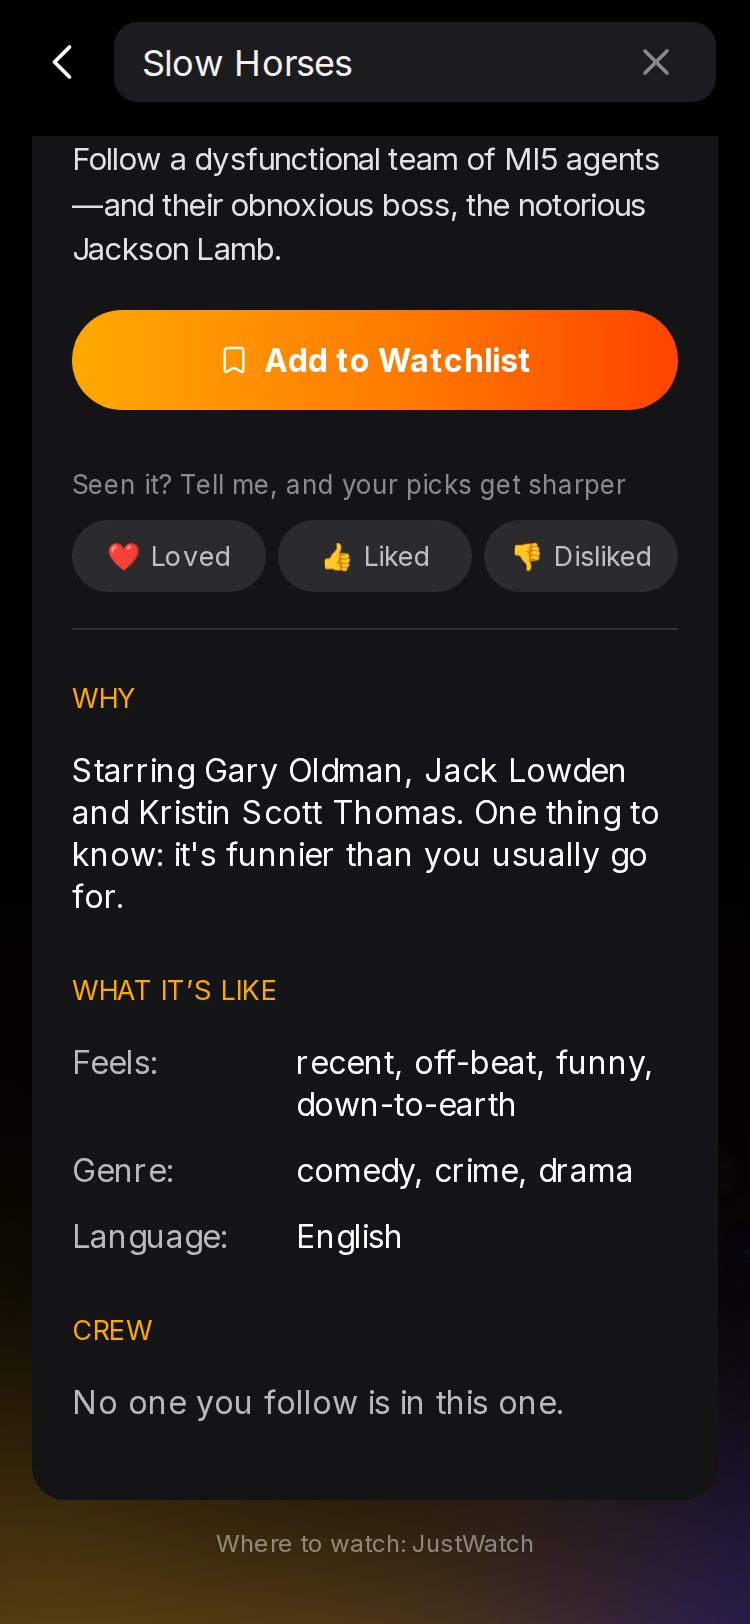 Slow Horses
Follow a dysfunctional team of MI5 agents
—and their obnoxious boss, the notorious
Jackson Lamb.
Add to Watchlist
Seen it? Tell me, and your picks get sharper
❤️ Loved
👍 Liked
👎 Disliked
WHY
Starring Gary Oldman, Jack Lowden
and Kristin Scott Thomas. One thing to
know: it's funnier than you usually go
for.
WHAT IT’S LIKE
Feels: recent, off-beat, funny,
down-to-earth
Genre: comedy, crime, drama
Language: English
CREW
No one you follow is in this one.
Where to watch: JustWatch